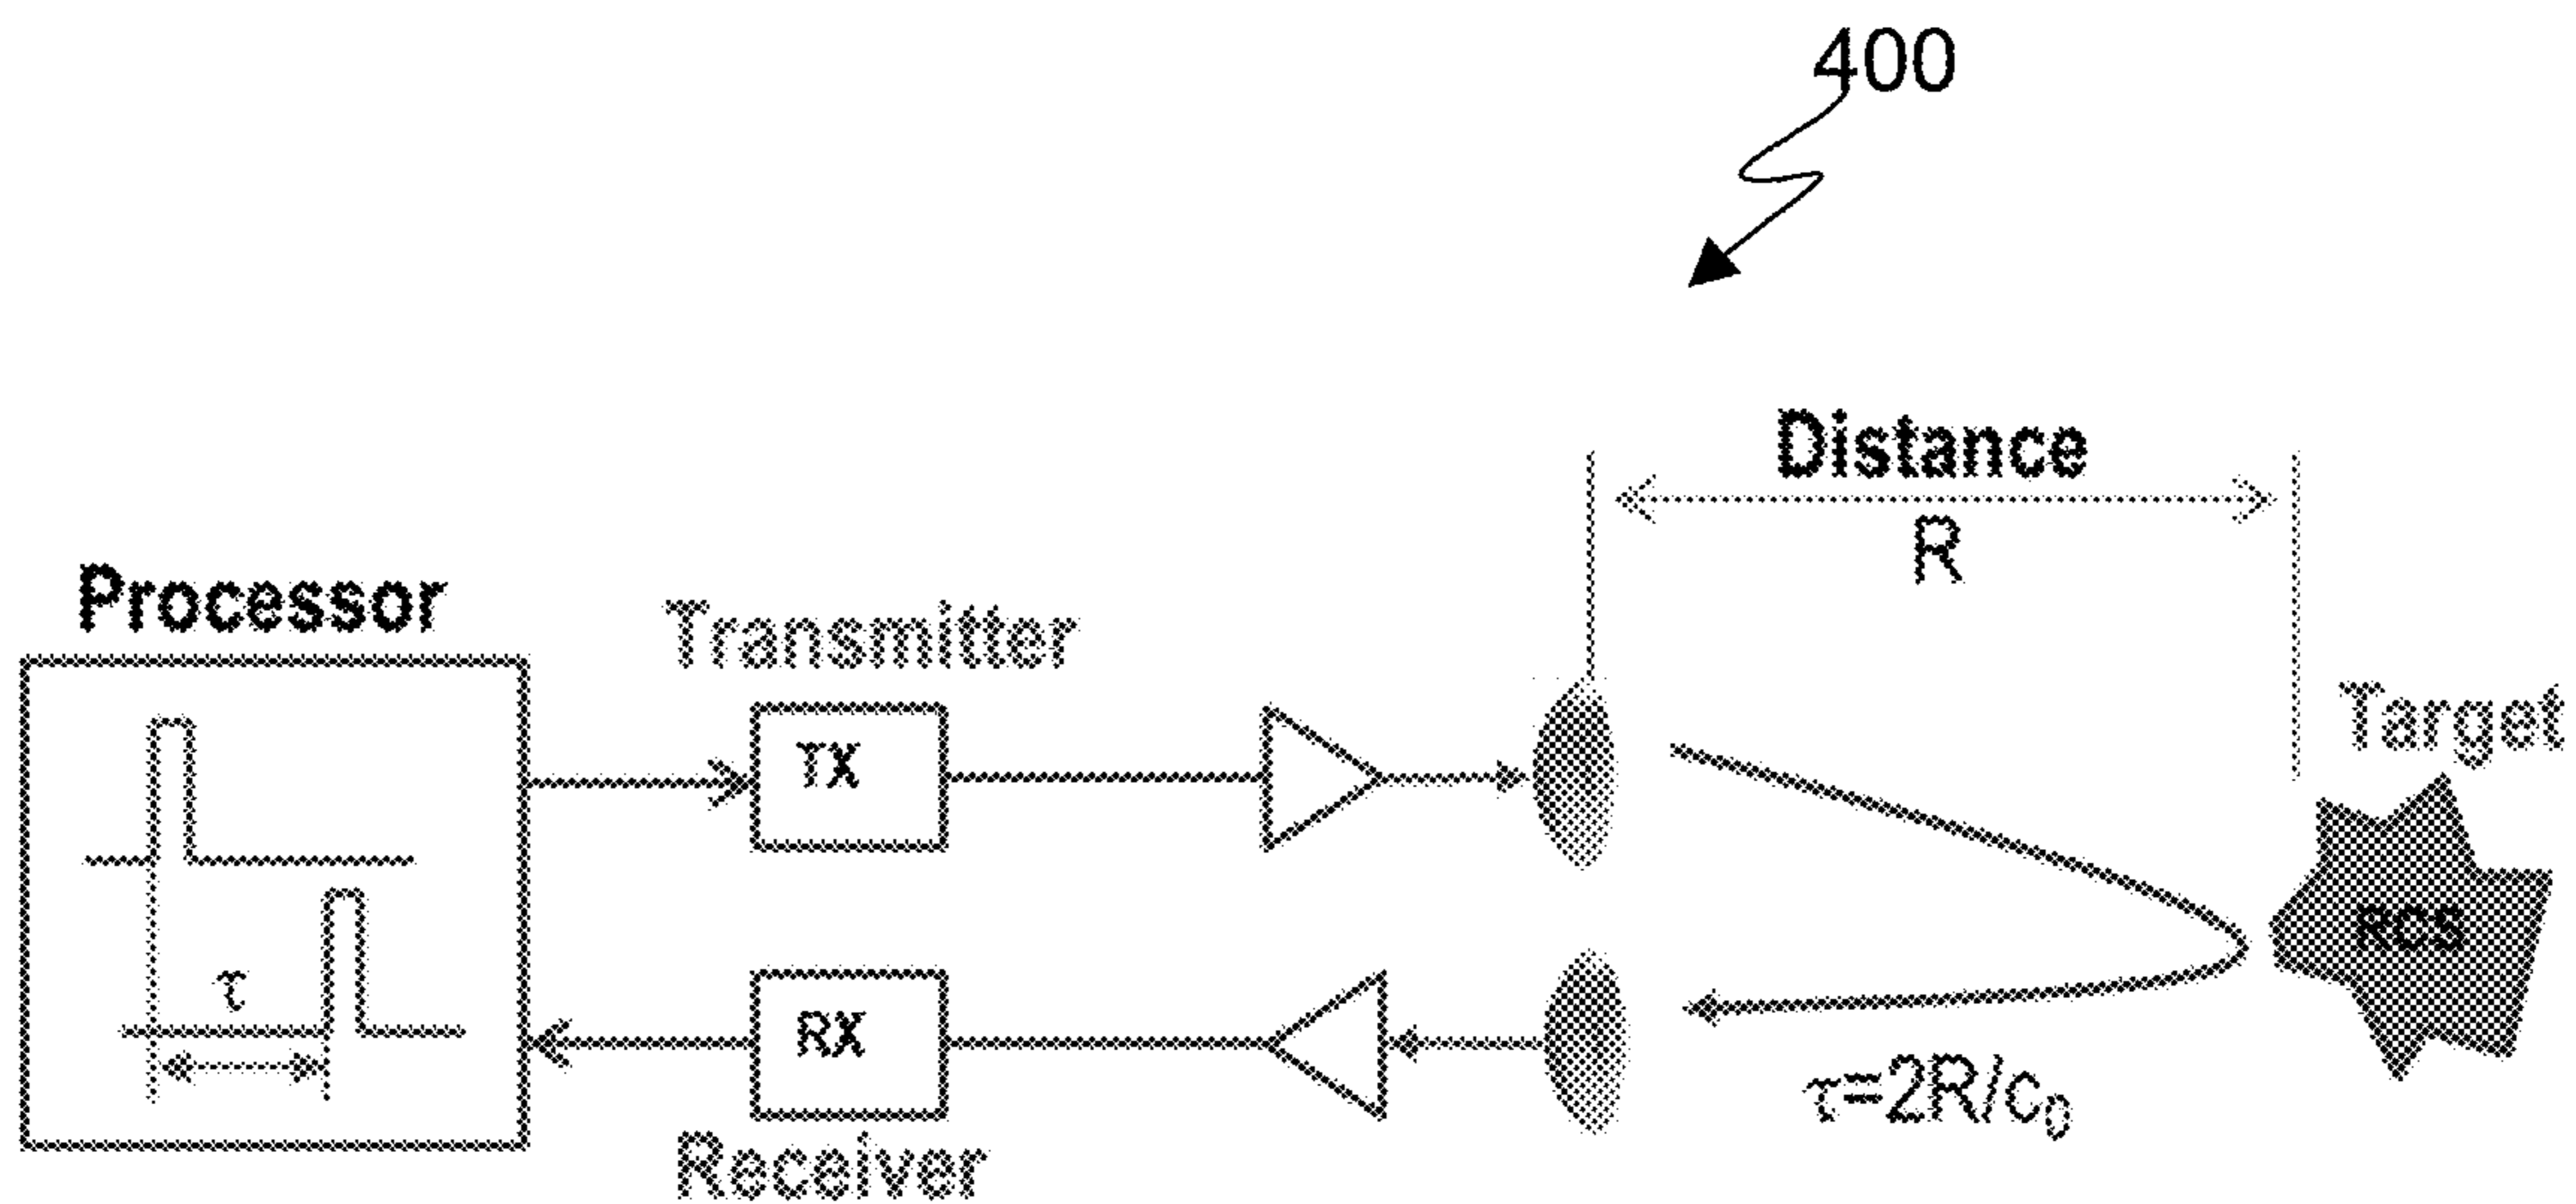 400
Distance
R
Processor
Transmitter
Target
TX
RCS
τ
RX
τ=2R/c₀
Receiver